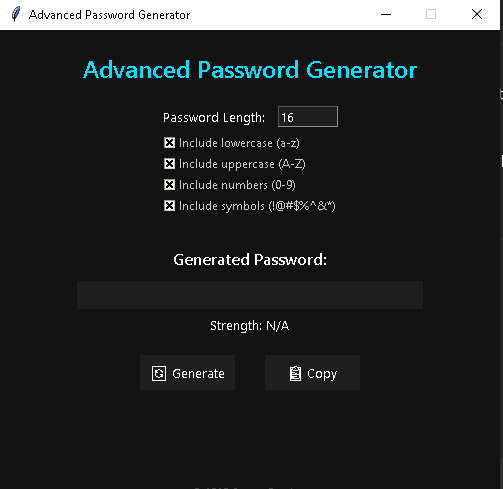 Advanced Password Generator
Advanced Password Generator
Password Length: 16
Include lowercase (a-z)
Include uppercase (A-Z)
Include numbers (0-9)
Include symbols (!@#$%^&*)
Generated Password:
Strength: N/A
Generate Copy